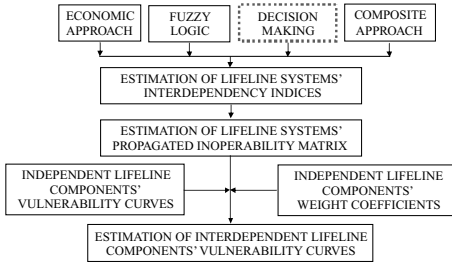 ECONOMIC
APPROACH
FUZZY
LOGIC
DECISION
MAKING
COMPOSITE
APPROACH
ESTIMATION OF LIFELINE SYSTEMS'
INTERDEPENDENCY INDICES
ESTIMATION OF LIFELINE SYSTEMS'
PROPAGATED INOPERABILITY MATRIX
INDEPENDENT LIFELINE
COMPONENTS'
VULNERABILITY CURVES
INDEPENDENT LIFELINE
COMPONENTS'
WEIGHT COEFFICIENTS
ESTIMATION OF INTERDEPENDENT LIFELINE
COMPONENTS' VULNERABILITY CURVES